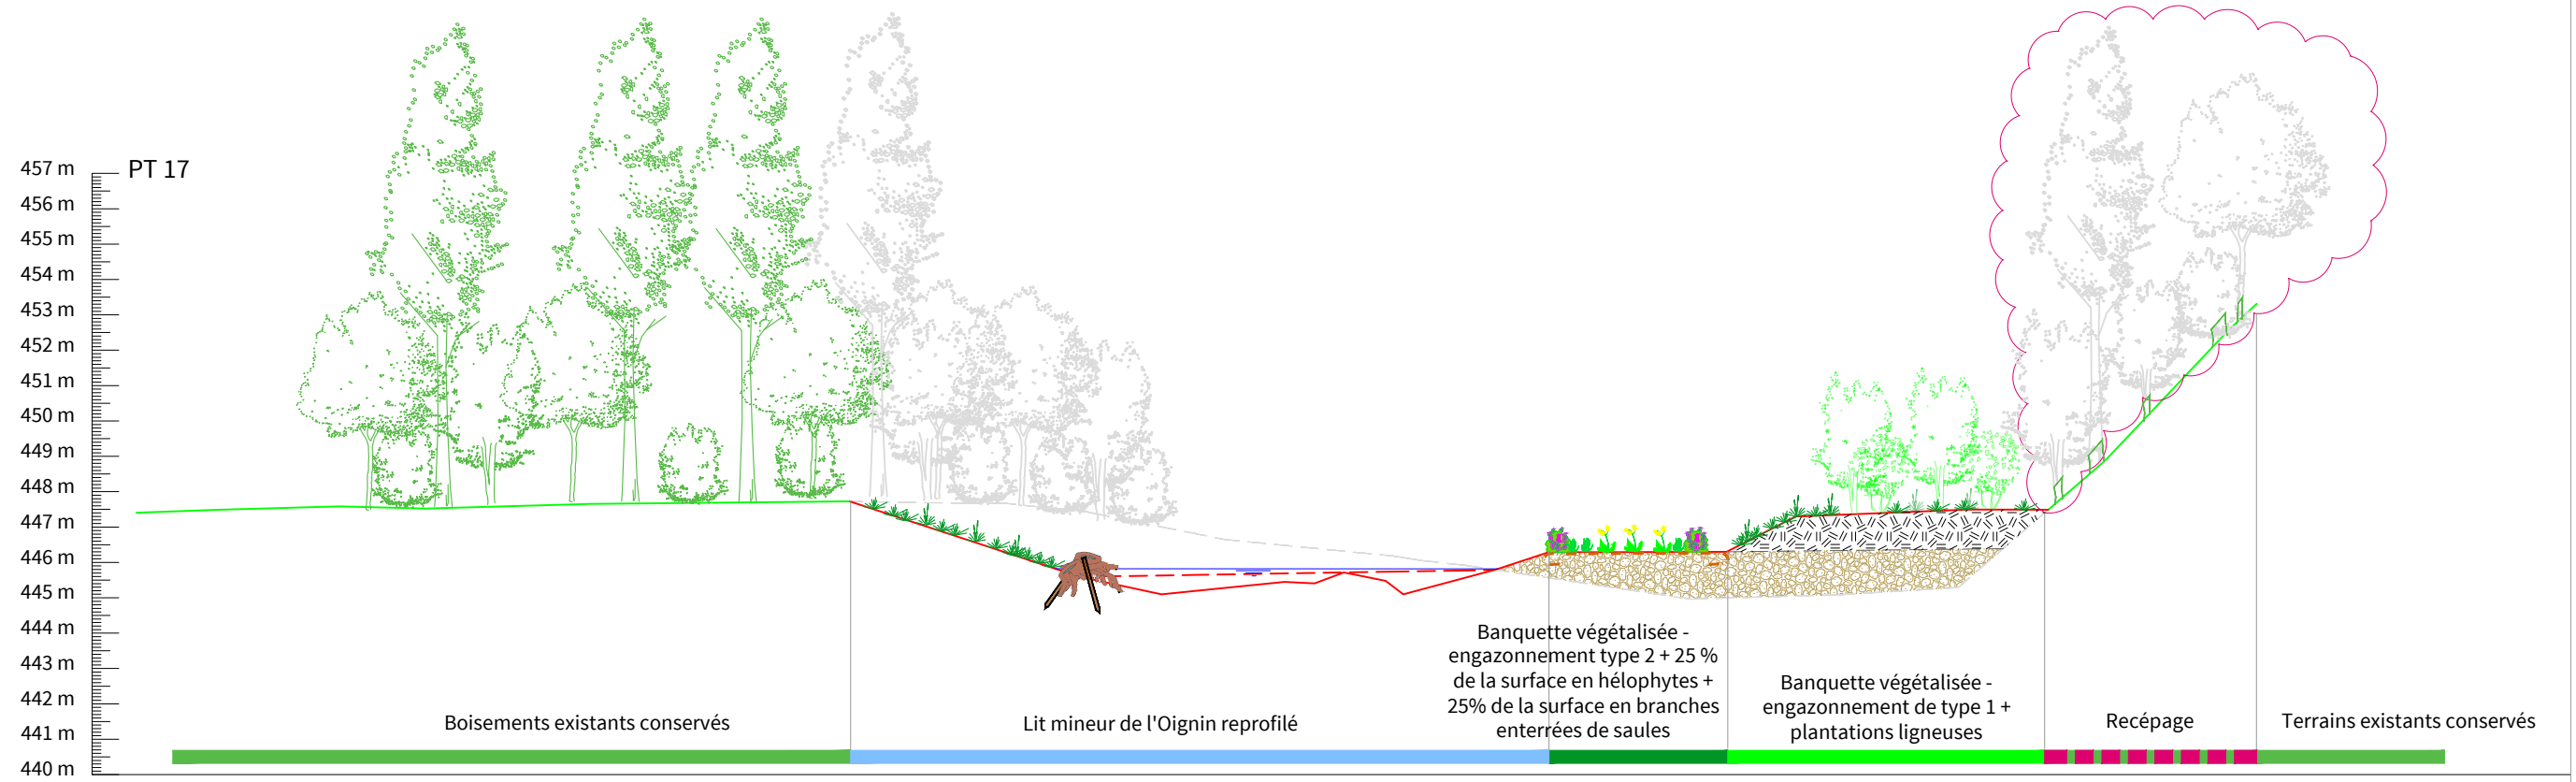 PT 17
457 m
456 m
455 m
454 m
453 m
452 m
451 m
450 m
449 m
448 m
447 m
446 m
445 m
444 m
443 m
442 m
441 m
440 m
Boisements existants conservés
Lit mineur de l'Oignin reprofilé
Banquette végétalisée -
engazonnement type 2 + 25 %
de la surface en hélophytes +
25% de la surface en branches
enterrées de saules
Banquette végétalisée -
engazonnement de type 1 +
plantations ligneuses
Recépage
Terrains existants conservés